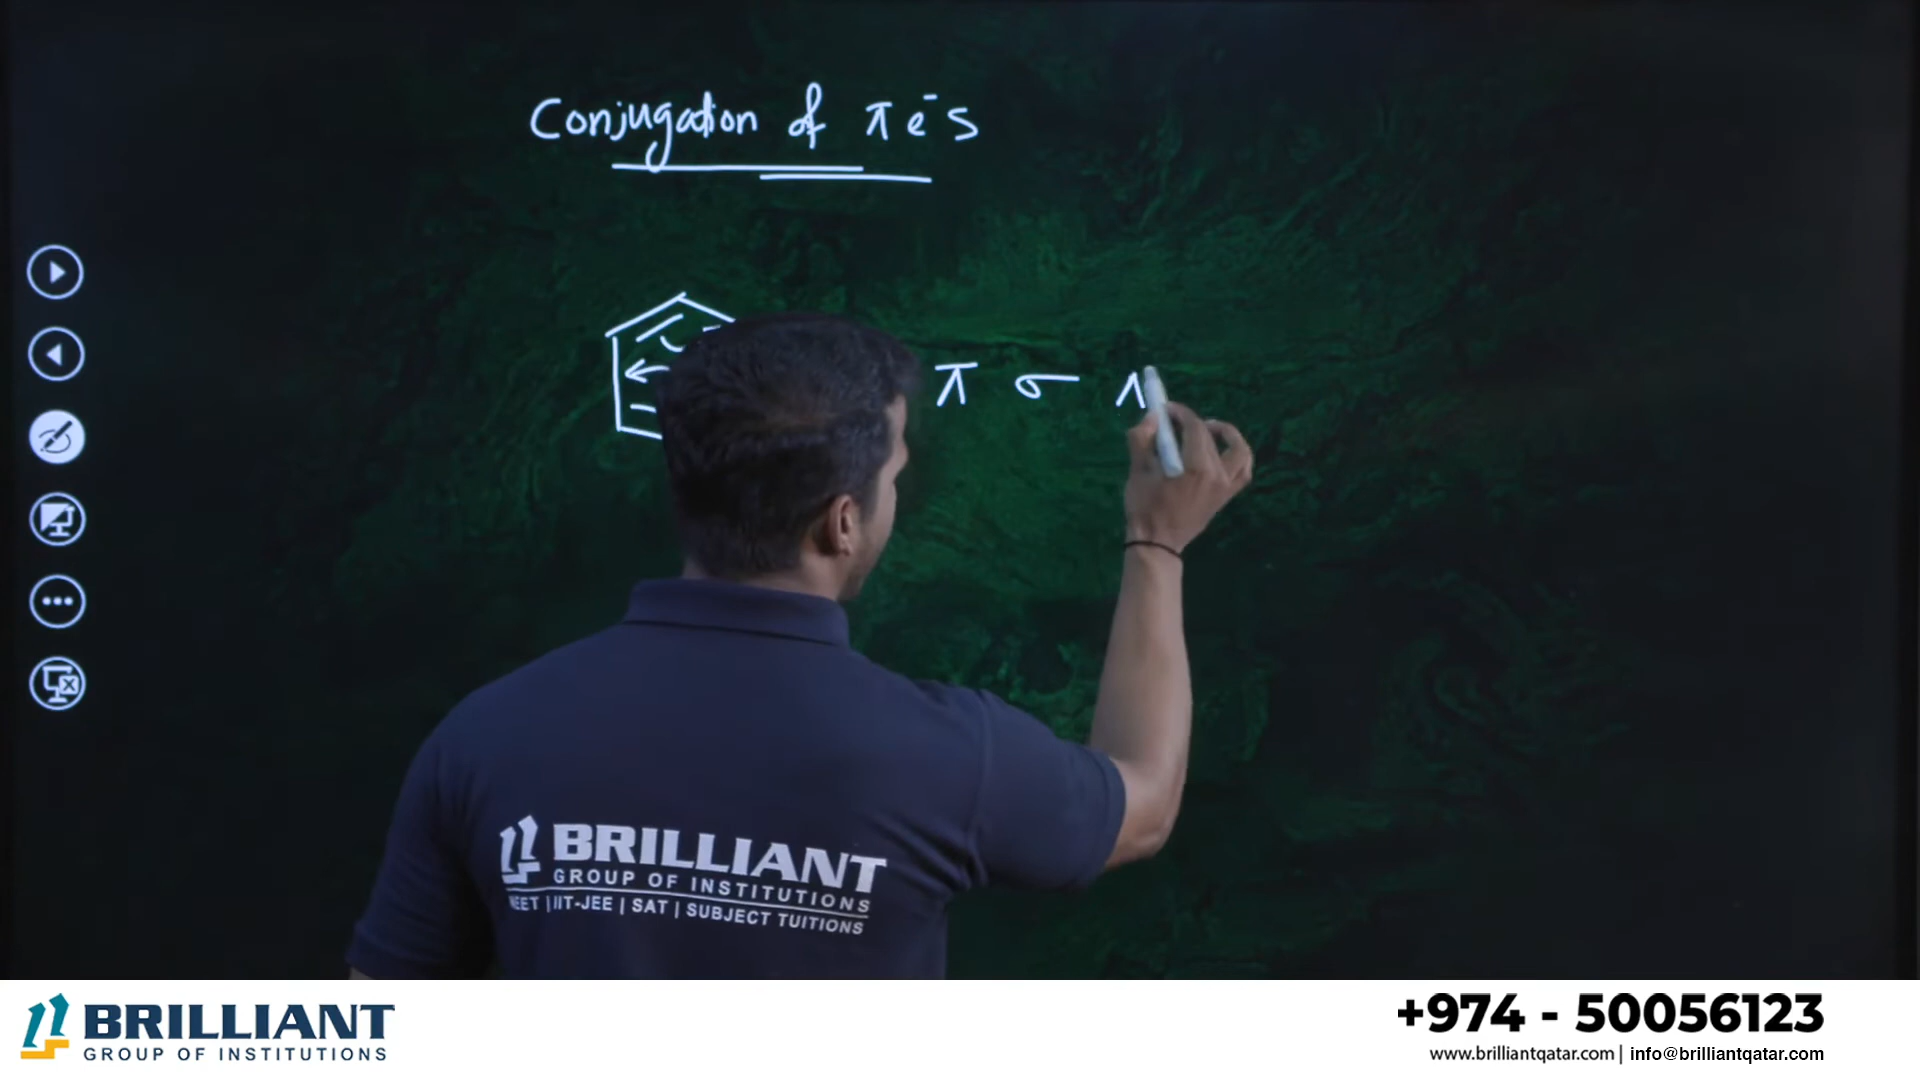 Conjugation of π e⁻s
π σ π
BRILLIANT
GROUP OF INSTITUTIONS
NEET | IIT-JEE | SAT | SUBJECT TUITIONS
BRILLIANT
GROUP OF INSTITUTIONS
+974 - 50056123
www.brilliantqatar.com | info@brilliantqatar.com